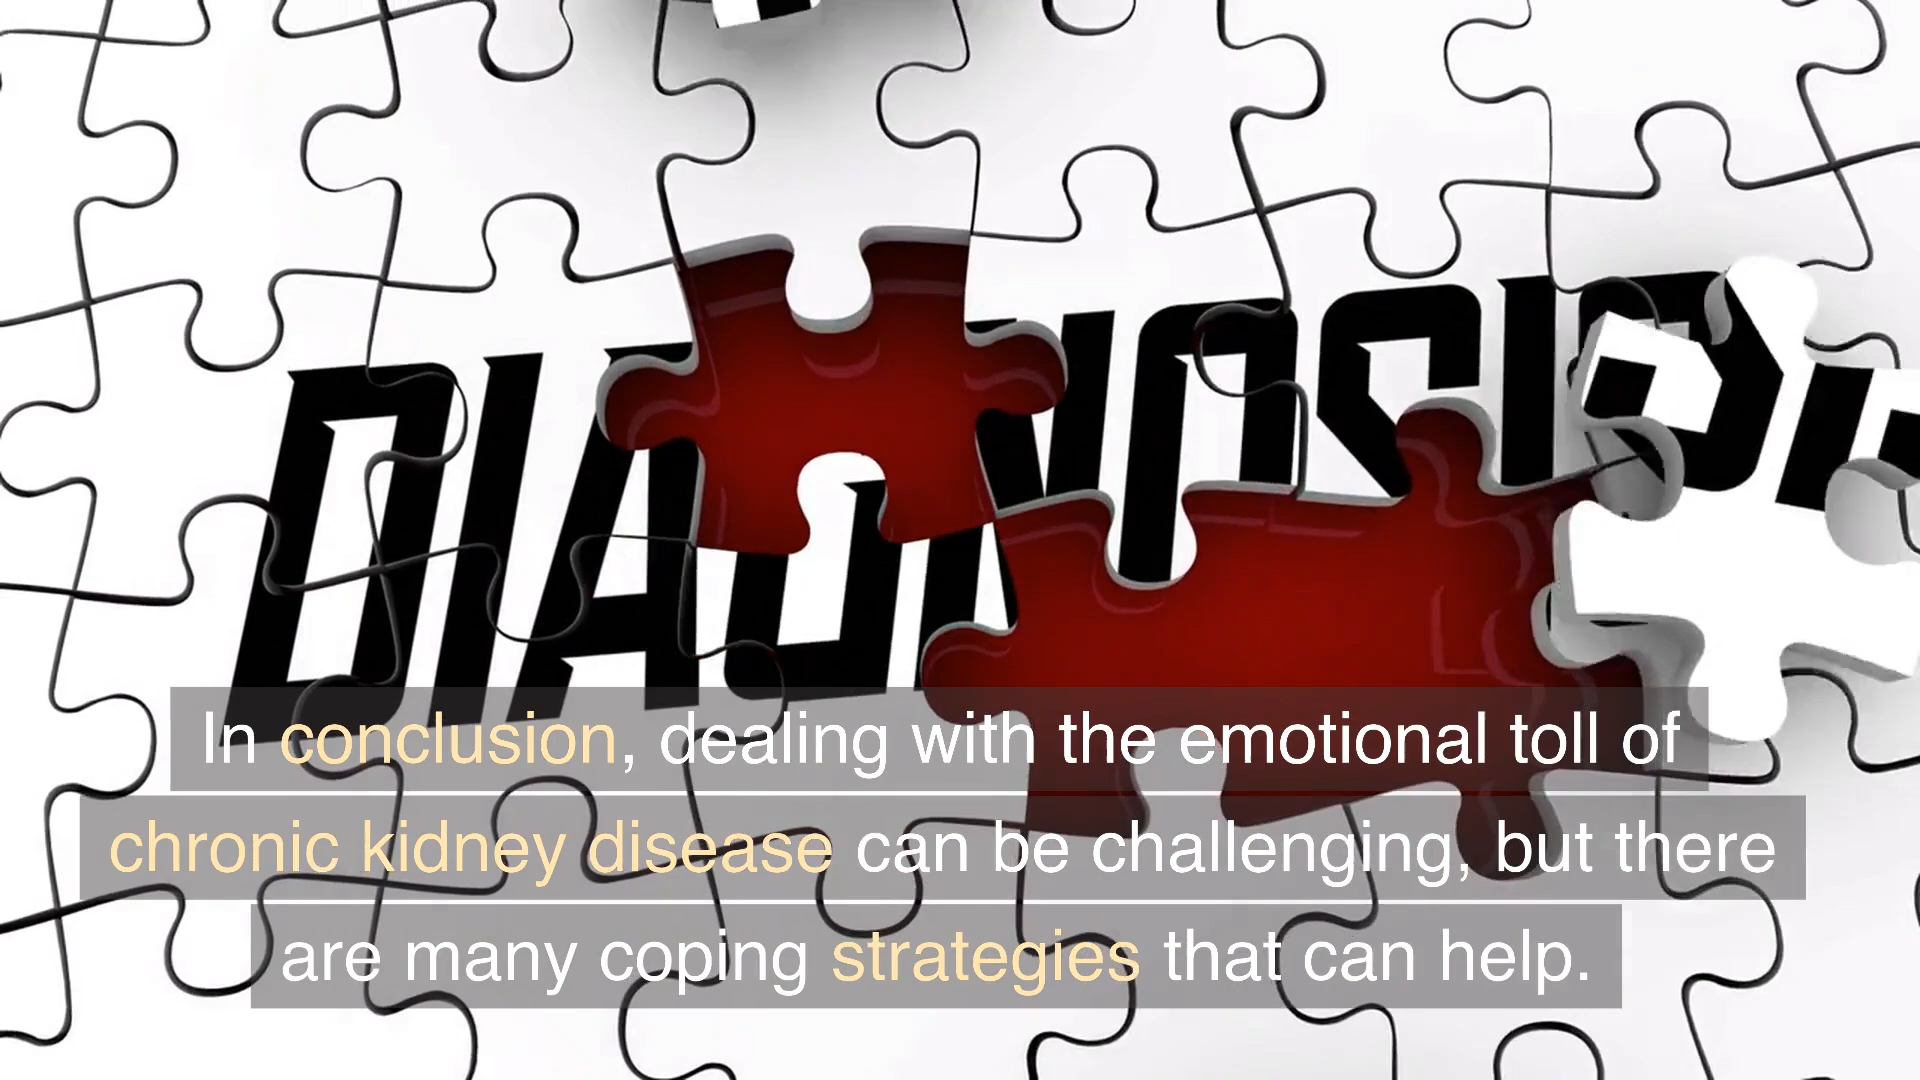 DIAGNOSIS
In conclusion, dealing with the emotional toll of
chronic kidney disease can be challenging, but there
are many coping strategies that can help.